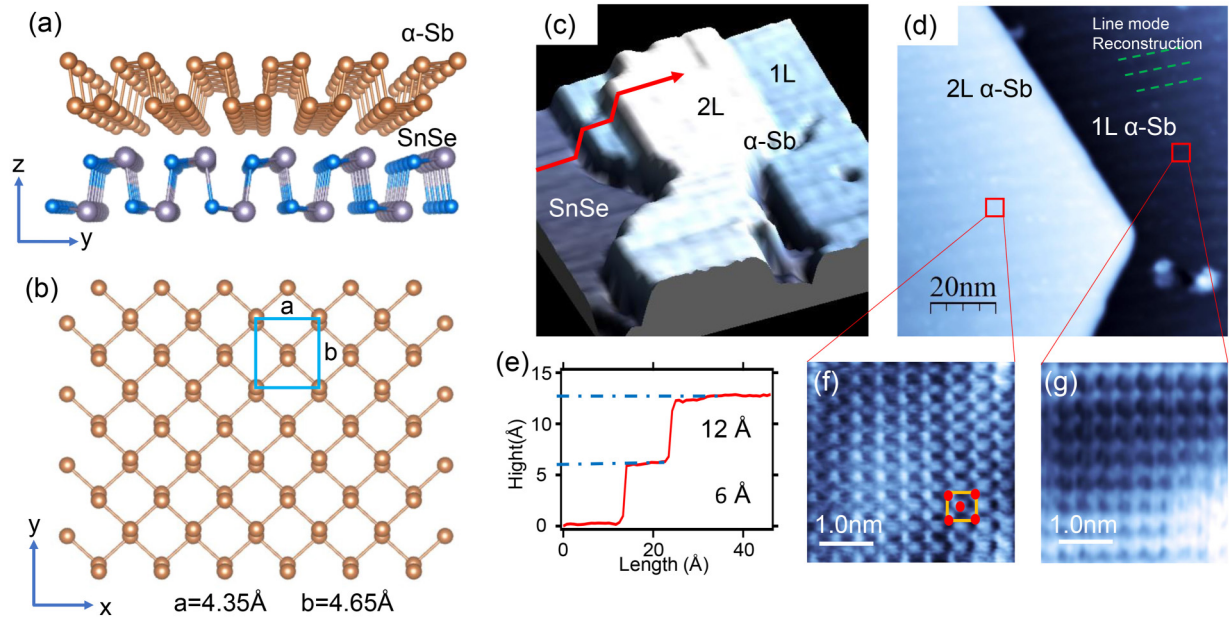 (a)
α-Sb
SnSe
z
y
(b)
a
b
y
x
a=4.35Å
b=4.65Å
(c)
1L
2L
α-Sb
SnSe
(d)
Line mode
Reconstruction
2L α-Sb
1L α-Sb
20nm
(e)
15
10
5
0
Hight(Å)
12 Å
6 Å
0
20
40
Length (Å)
(f)
1.0nm
(g)
1.0nm